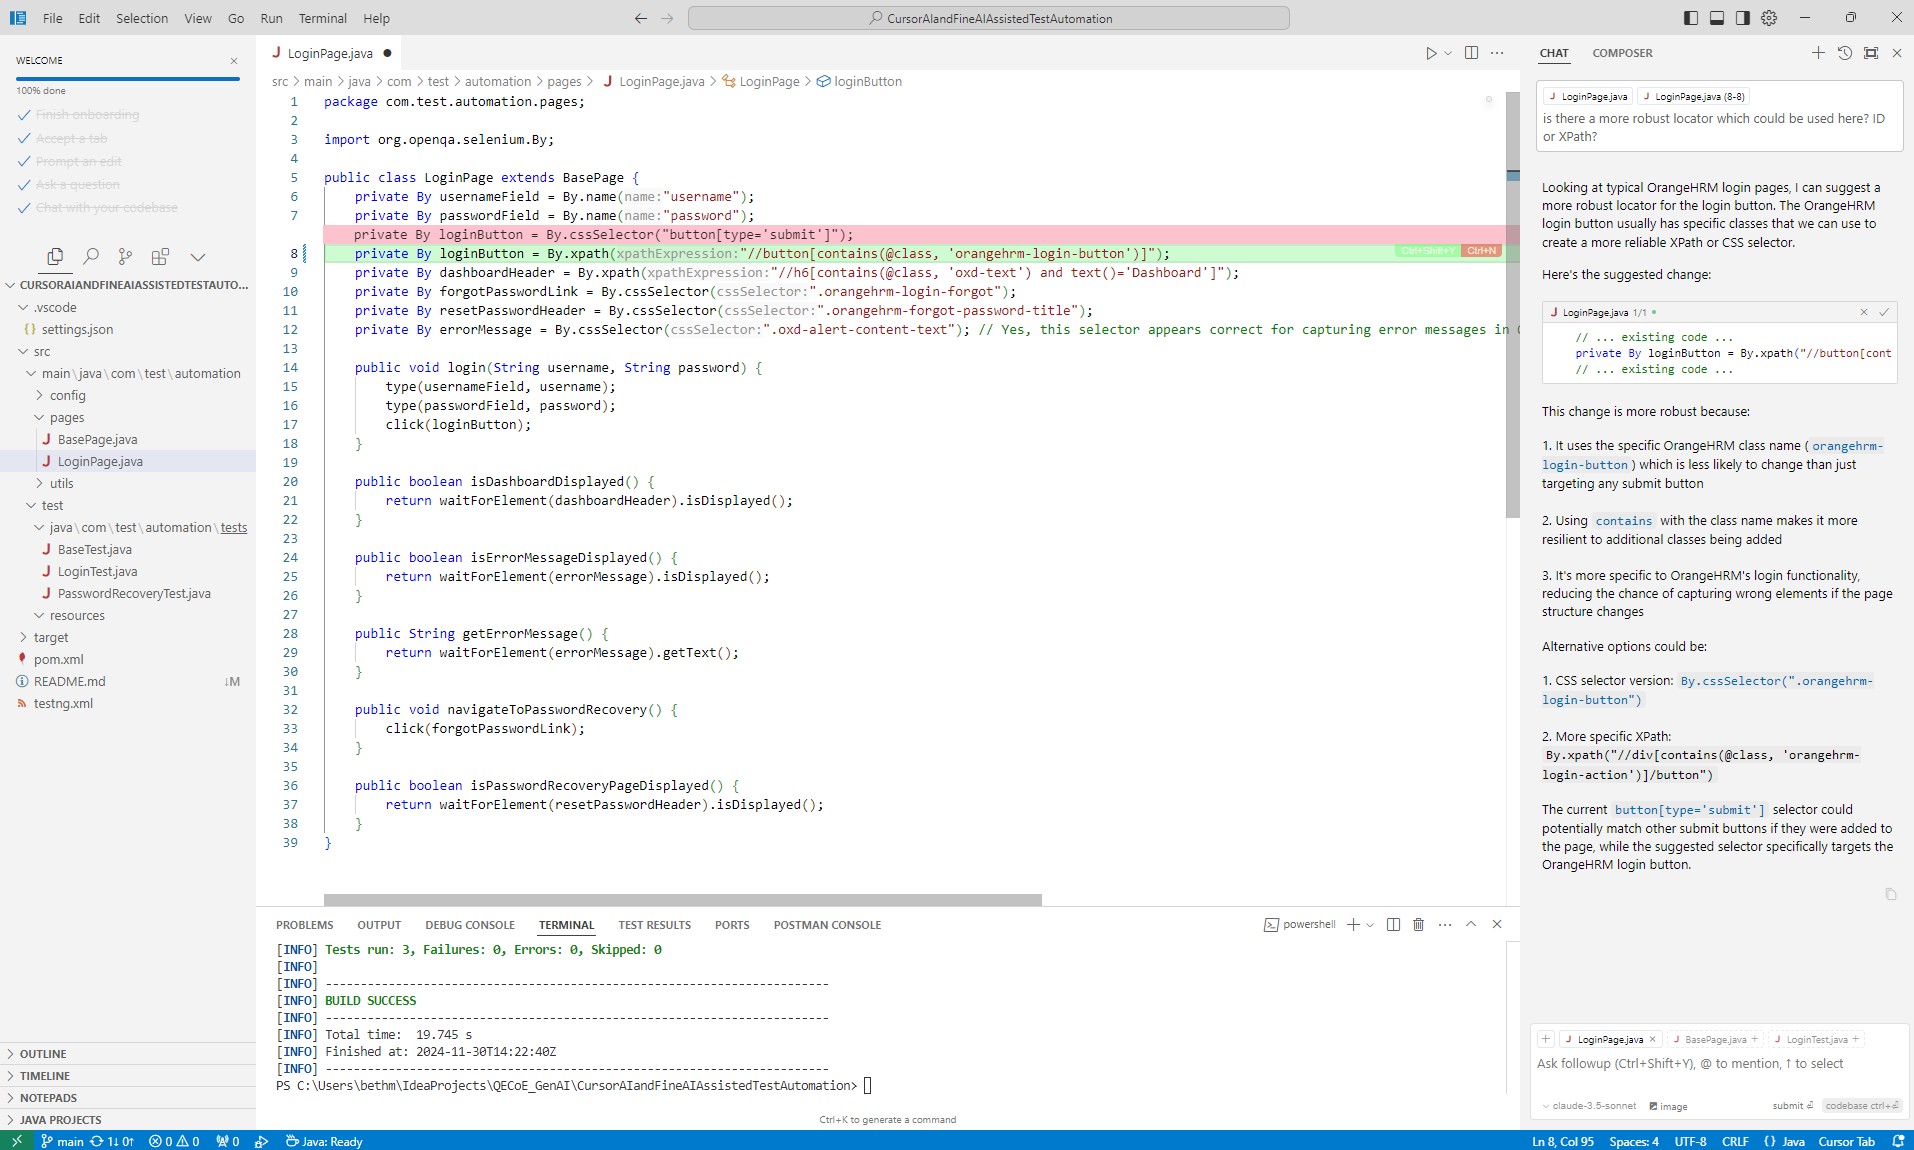 File Edit Selection View Go Run Terminal Help
CursorAIandFineAIAssistedTestAutomation
WELCOME
100% done
Finish onboarding
Accept a tab
Prompt an edit
Ask a question
Chat with your codebase
CURSORAIANDFINEAIASSISTEDTESTAUTO...
.vscode
{} settings.json
src
main\java\com\test\automation
config
pages
J BasePage.java
J LoginPage.java
utils
test
java\com\test\automation\tests
J BaseTest.java
J LoginTest.java
J PasswordRecoveryTest.java
resources
target
pom.xml
README.md ↓M
testng.xml
OUTLINE
TIMELINE
NOTEPADS
JAVA PROJECTS
J LoginPage.java ●
src > main > java > com > test > automation > pages > J LoginPage.java > LoginPage > loginButton
1 package com.test.automation.pages;
2
3 import org.openqa.selenium.By;
4
5 public class LoginPage extends BasePage {
6 private By usernameField = By.name(name:"username");
7 private By passwordField = By.name(name:"password");
private By loginButton = By.cssSelector("button[type='submit']");
8 private By loginButton = By.xpath(xpathExpression:"//button[contains(@class, 'orangehrm-login-button')]"); Ctrl+Shift+Y Ctrl+N
9 private By dashboardHeader = By.xpath(xpathExpression:"//h6[contains(@class, 'oxd-text') and text()='Dashboard']");
10 private By forgotPasswordLink = By.cssSelector(cssSelector:".orangehrm-login-forgot");
11 private By resetPasswordHeader = By.cssSelector(cssSelector:".orangehrm-forgot-password-title");
12 private By errorMessage = By.cssSelector(cssSelector:".oxd-alert-content-text"); // Yes, this selector appears correct for capturing error messages in
13
14 public void login(String username, String password) {
15 type(usernameField, username);
16 type(passwordField, password);
17 click(loginButton);
18 }
19
20 public boolean isDashboardDisplayed() {
21 return waitForElement(dashboardHeader).isDisplayed();
22 }
23
24 public boolean isErrorMessageDisplayed() {
25 return waitForElement(errorMessage).isDisplayed();
26 }
27
28 public String getErrorMessage() {
29 return waitForElement(errorMessage).getText();
30 }
31
32 public void navigateToPasswordRecovery() {
33 click(forgotPasswordLink);
34 }
35
36 public boolean isPasswordRecoveryPageDisplayed() {
37 return waitForElement(resetPasswordHeader).isDisplayed();
38 }
39 }
PROBLEMS OUTPUT DEBUG CONSOLE TERMINAL TEST RESULTS PORTS POSTMAN CONSOLE powershell
[INFO] Tests run: 3, Failures: 0, Errors: 0, Skipped: 0
[INFO]
[INFO] ------------------------------------------------------------------------
[INFO] BUILD SUCCESS
[INFO] ------------------------------------------------------------------------
[INFO] Total time:  19.745 s
[INFO] Finished at: 2024-11-30T14:22:40Z
[INFO] ------------------------------------------------------------------------
PS C:\Users\bethm\IdeaProjects\QECoE_GenAI\CursorAIandFineAIAssistedTestAutomation>
Ctrl+K to generate a command
CHAT COMPOSER
J LoginPage.java J LoginPage.java (8-8)
is there a more robust locator which could be used here? ID
or XPath?
Looking at typical OrangeHRM login pages, I can suggest a
more robust locator for the login button. The OrangeHRM
login button usually has specific classes that we can use to
create a more reliable XPath or CSS selector.
Here's the suggested change:
J LoginPage.java 1/1
// ... existing code ...
private By loginButton = By.xpath("//button[cont
// ... existing code ...
This change is more robust because:
1. It uses the specific OrangeHRM class name ( orangehrm-
login-button ) which is less likely to change than just
targeting any submit button
2. Using contains with the class name makes it more
resilient to additional classes being added
3. It's more specific to OrangeHRM's login functionality,
reducing the chance of capturing wrong elements if the page
structure changes
Alternative options could be:
1. CSS selector version: By.cssSelector(".orangehrm-
login-button")
2. More specific XPath:
By.xpath("//div[contains(@class, 'orangehrm-
login-action')]/button")
The current button[type='submit'] selector could
potentially match other submit buttons if they were added to
the page, while the suggested selector specifically targets the
OrangeHRM login button.
+ J LoginPage.java × J BasePage.java + J LoginTest.java +
Ask followup (Ctrl+Shift+Y), @ to mention, ↑ to select
claude-3.5-sonnet image submit ⏎ codebase ctrl+⏎
main 1↓ 0↑ 0 0 0 Java: Ready Ln 8, Col 95 Spaces: 4 UTF-8 CRLF {} Java Cursor Tab